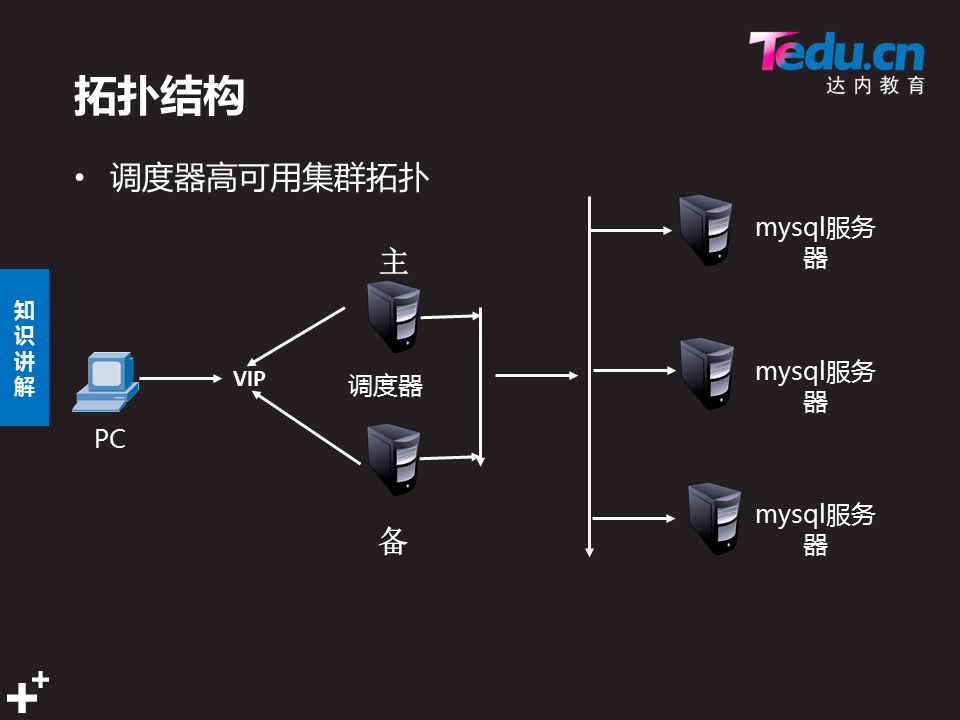 Tedu.cn
达内教育
拓扑结构
• 调度器高可用集群拓扑
知
识
讲
解
PC
VIP
主
调度器
备
mysql服务
器
mysql服务
器
mysql服务
器